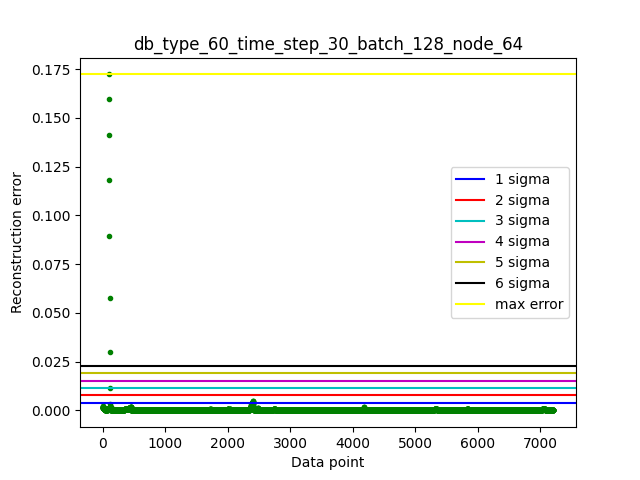 db_type_60_time_step_30_batch_128_node_64
0.175
0.150
0.125
0.100
0.075
0.050
0.025
0.000
Reconstruction error
1 sigma
2 sigma
3 sigma
4 sigma
5 sigma
6 sigma
max error
0 1000 2000 3000 4000 5000 6000 7000
Data point